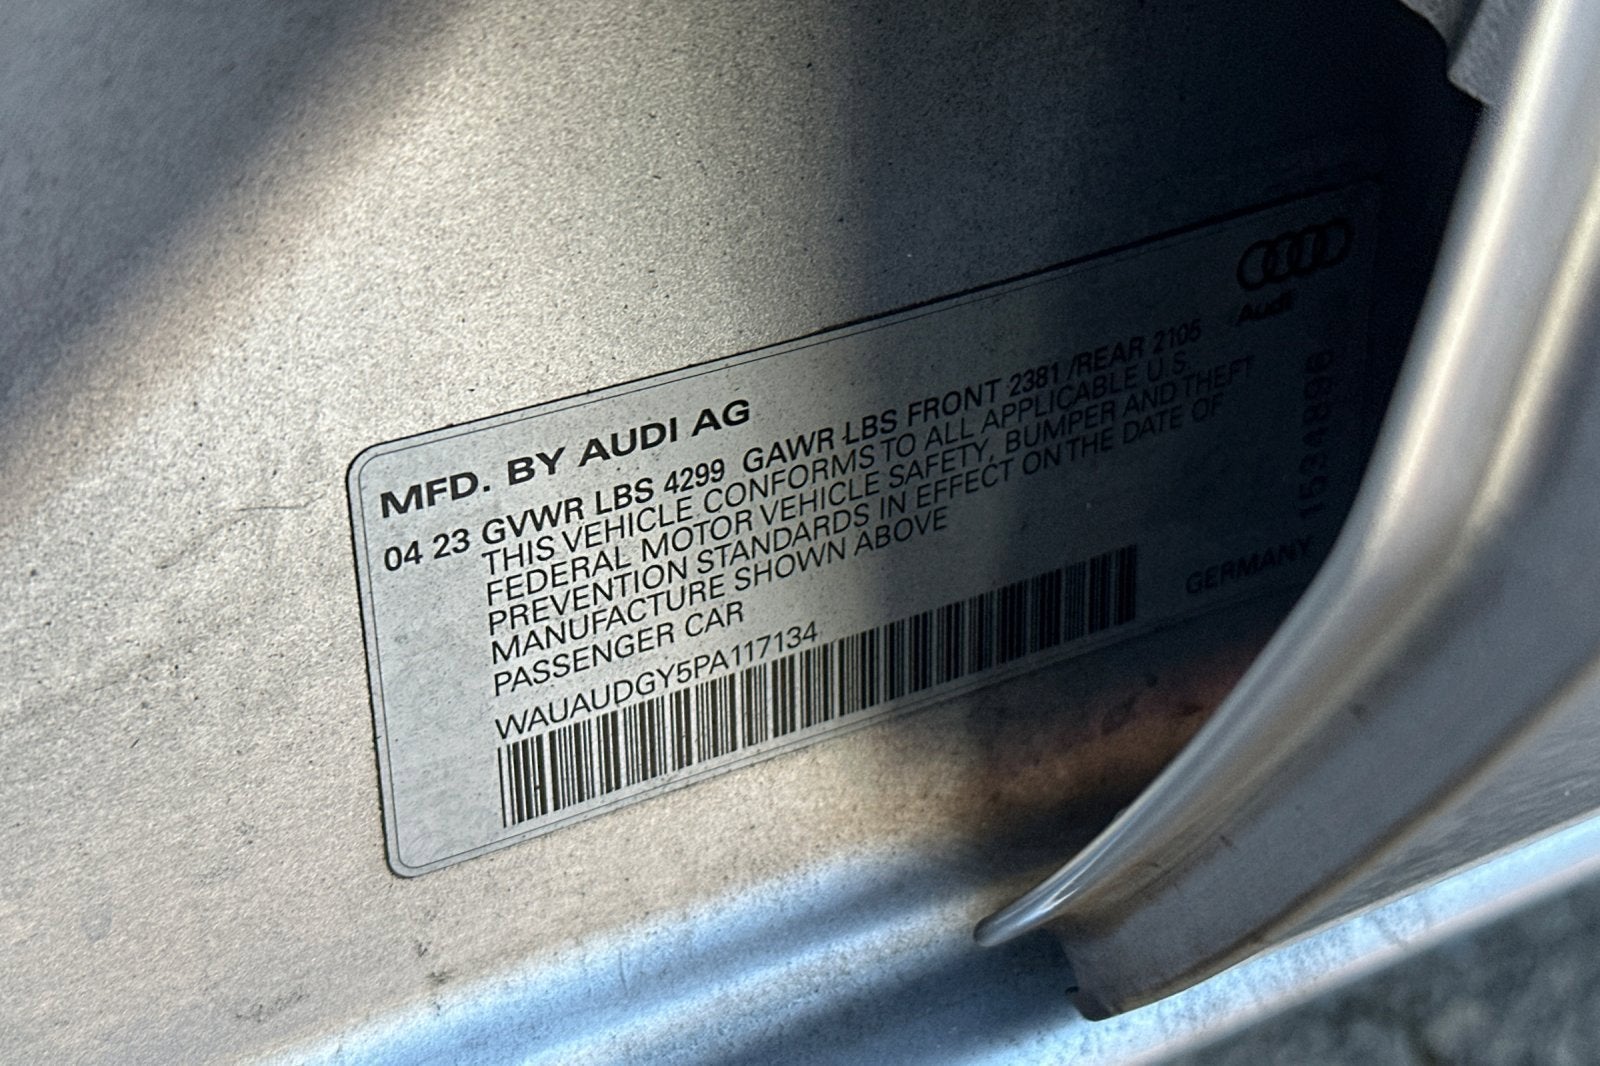 Audi
MFD. BY AUDI AG
04 23 GVWR LBS 4299 GAWR LBS FRONT 2381 /REAR 2105
THIS VEHICLE CONFORMS TO ALL APPLICABLE U.S.
FEDERAL MOTOR VEHICLE SAFETY, BUMPER AND THEFT
PREVENTION STANDARDS IN EFFECT ON THE DATE OF
MANUFACTURE SHOWN ABOVE
PASSENGER CAR
WAUAUDGY5PA117134
GERMANY
1534896